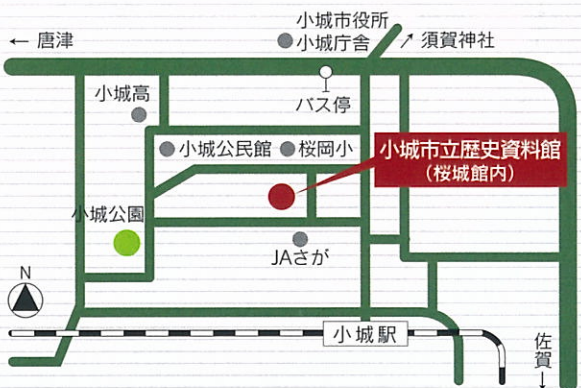 小城市役所
小城庁舎
← 唐津
↗ 須賀神社
小城高
バス停
小城公民館
桜岡小
小城市立歴史資料館
（桜城館内）
小城公園
JAさが
N
小城駅
佐賀
↓